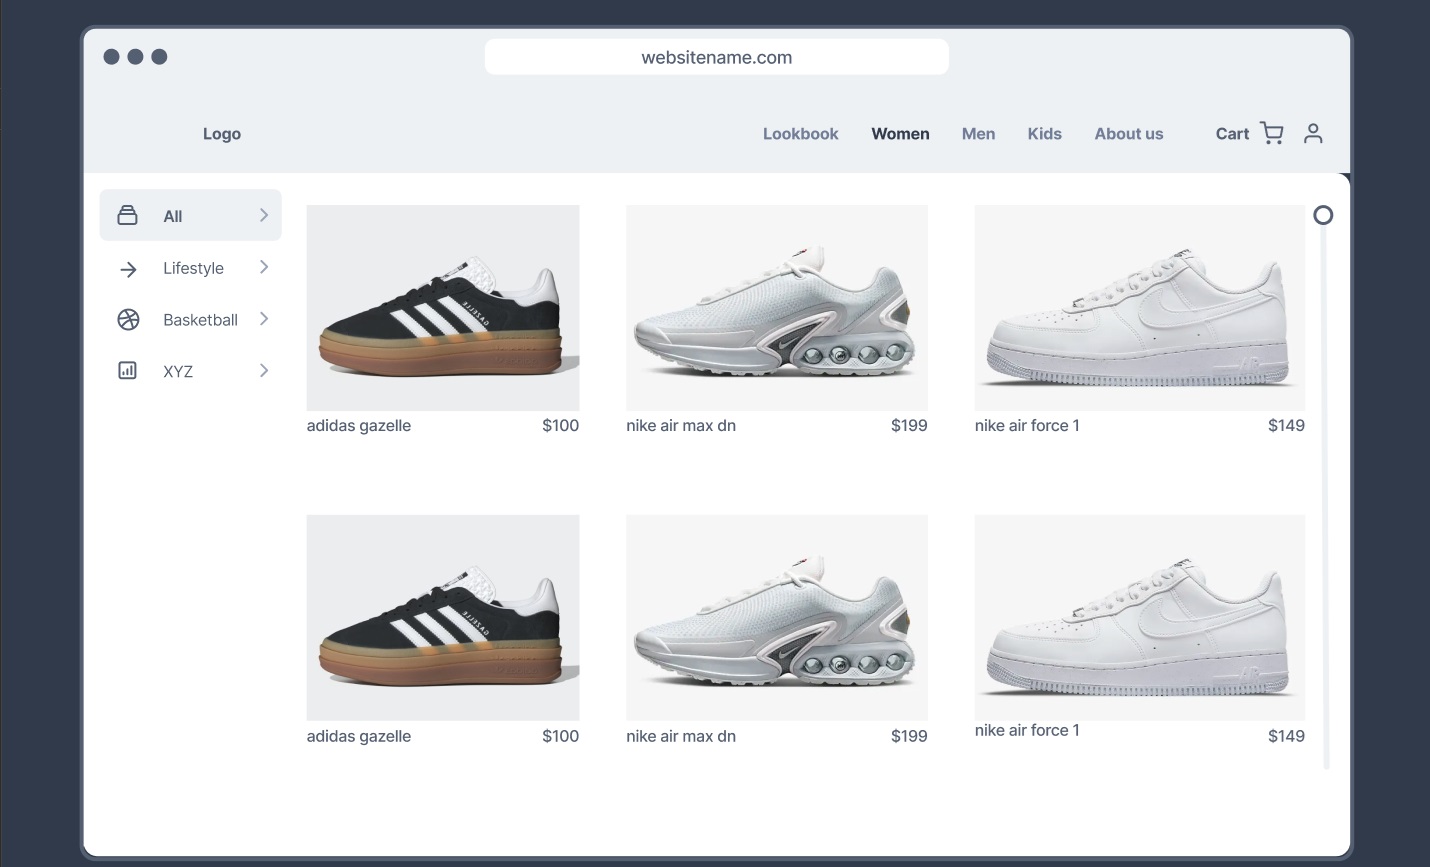 websitename.com
Logo
Lookbook Women Men Kids About us Cart
All
Lifestyle
Basketball
XYZ
GAZELLE
adidas gazelle $100 nike air max dn $199 nike air force 1 $149
GAZELLE
adidas gazelle $100 nike air max dn $199 nike air force 1 $149